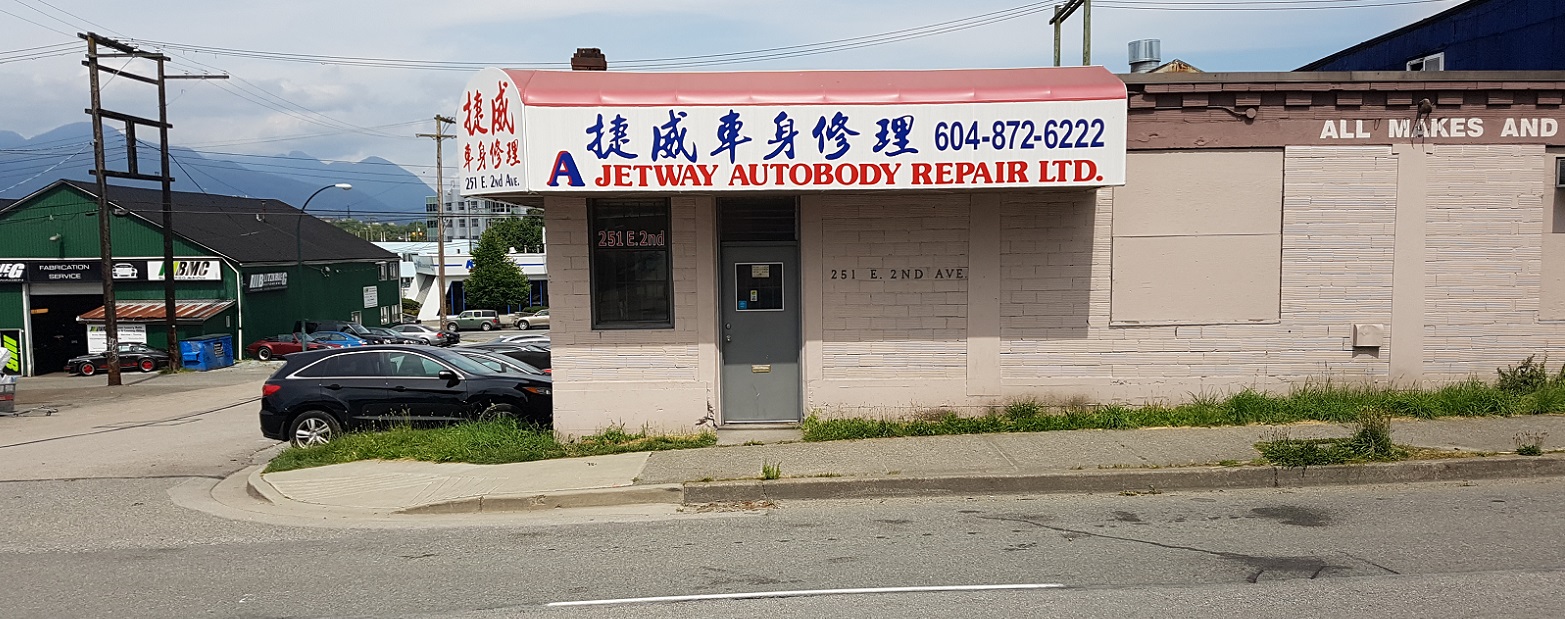 捷威
車身修理
251 E. 2nd AVE.
捷威車身修理 604-872-6222
A JETWAY AUTOBODY REPAIR LTD.
ALL MAKES AND
251 E.2nd
251 E. 2ND AVE.
FABRICATION
SERVICE
BMC